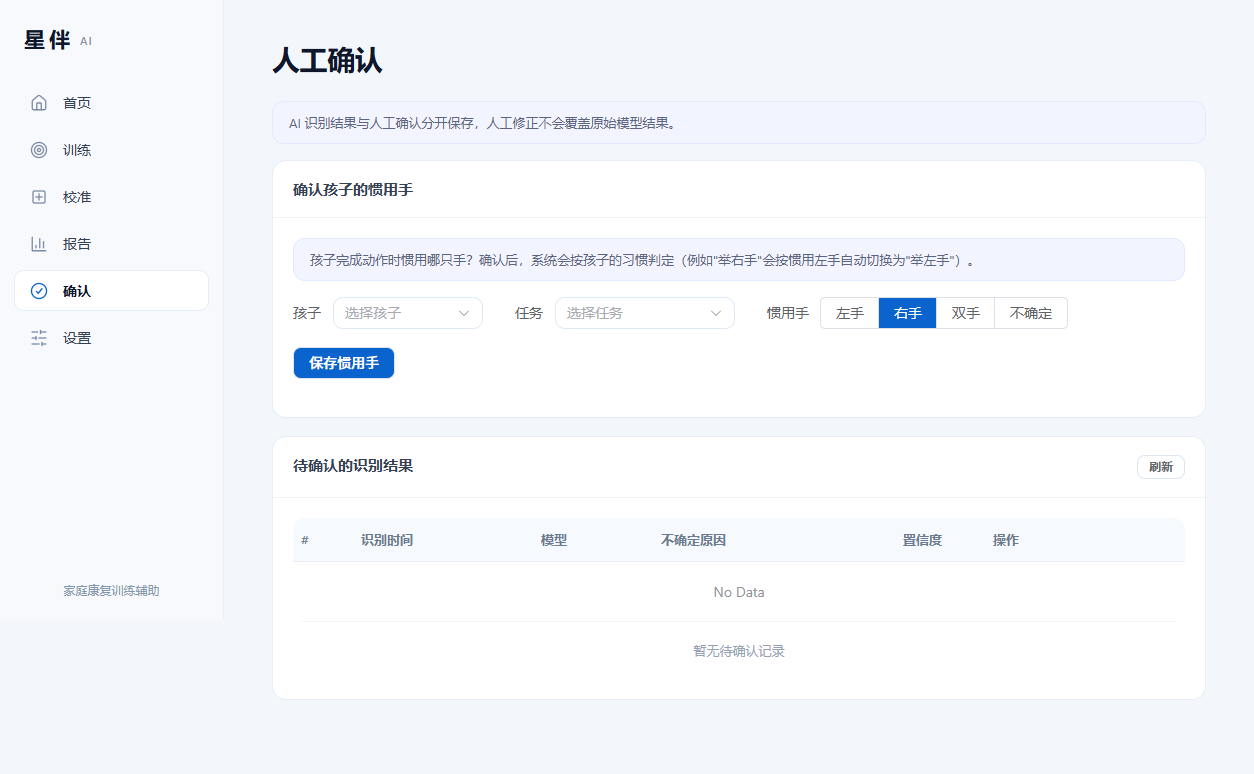 星伴 AI
首页
训练
校准
报告
确认
设置
家庭康复训练辅助
人工确认
AI 识别结果与人工确认分开保存，人工修正不会覆盖原始模型结果。
确认孩子的惯用手
孩子完成动作时惯用哪只手？确认后，系统会按孩子的习惯判定（例如"举右手"会按惯用左手自动切换为"举左手"）。
孩子 选择孩子 任务 选择任务 惯用手 左手 右手 双手 不确定
保存惯用手
待确认的识别结果 刷新
# 识别时间 模型 不确定原因 置信度 操作
No Data
暂无待确认记录